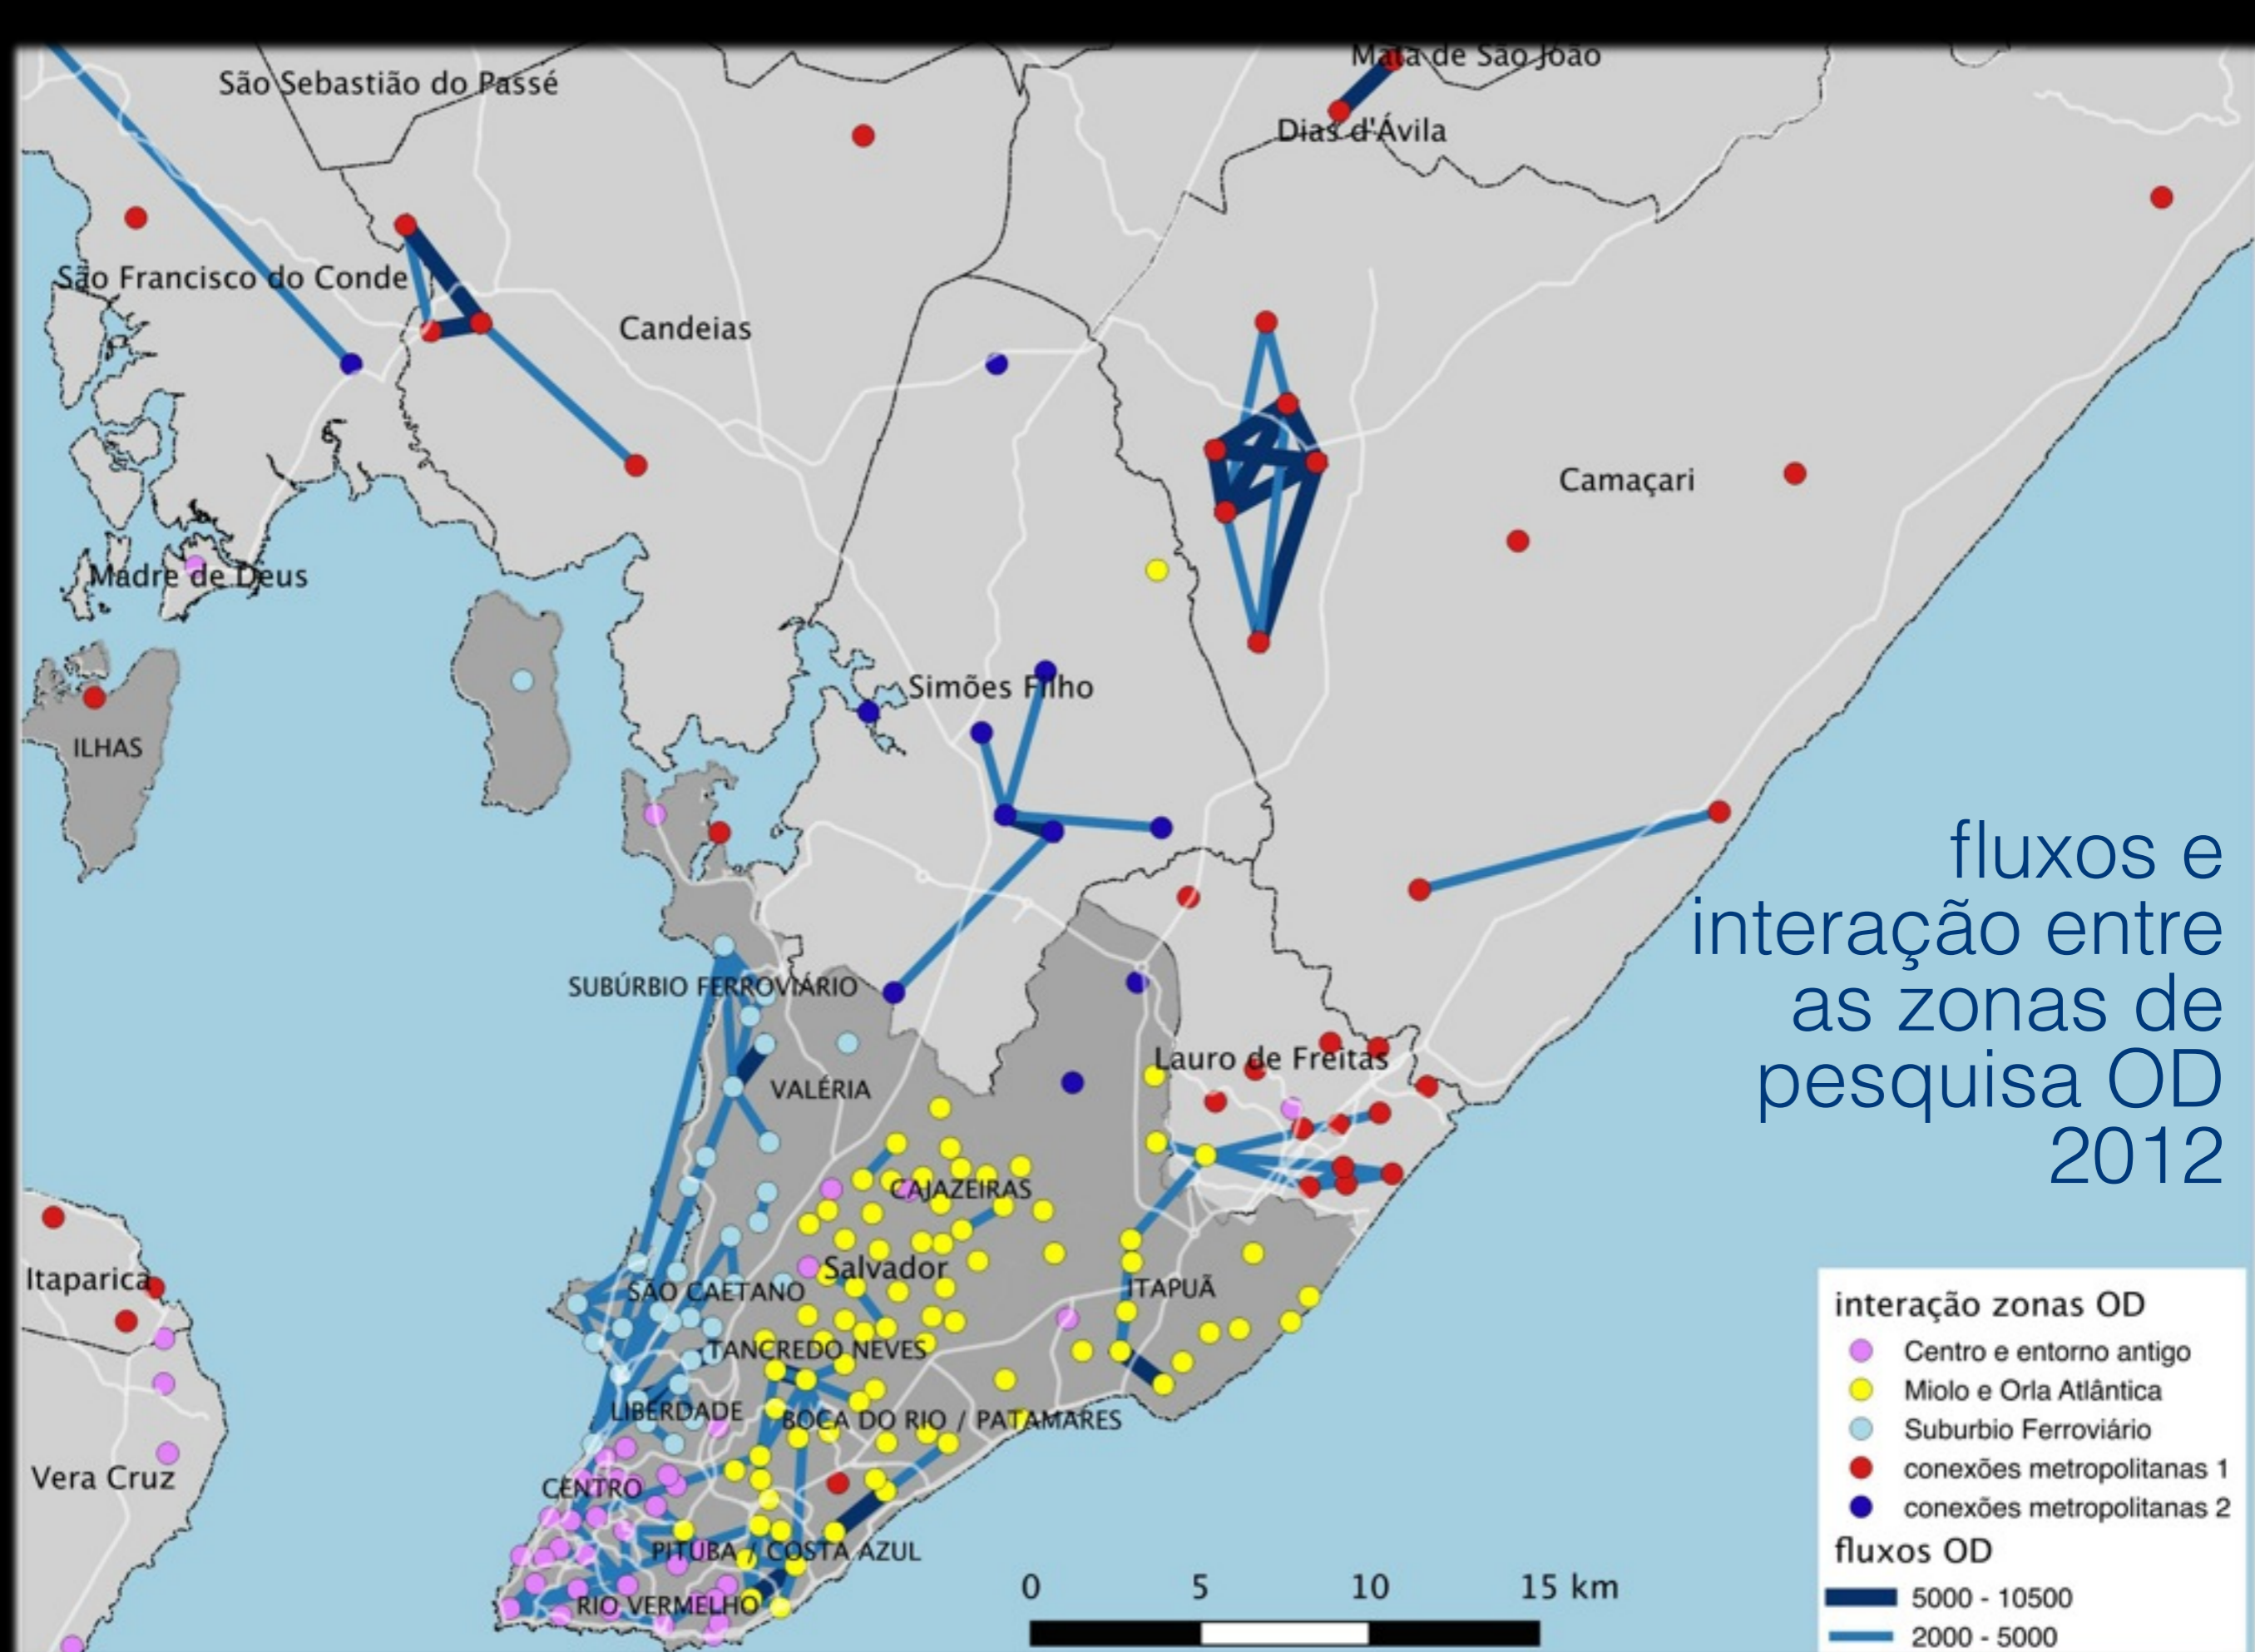 São Sebastião do Passé
Mata de São João
Dias d'Ávila
São Francisco do Conde
Candeias
Camaçari
Madre de Deus
Simões Filho
ILHAS
SUBÚRBIO FERROVIÁRIO
VALÉRIA
Lauro de Freitas
CAJAZEIRAS
Itaparica
Salvador
SÃO CAETANO
ITAPUÃ
TANCREDO NEVES
LIBERDADE
BOCA DO RIO / PATAMARES
Vera Cruz
CENTRO
PITUBA / COSTA AZUL
RIO VERMELHO
0 5 10 15 km
fluxos e
interação entre
as zonas de
pesquisa OD
2012
interação zonas OD
Centro e entorno antigo
Miolo e Orla Atlântica
Suburbio Ferroviário
conexões metropolitanas 1
conexões metropolitanas 2
fluxos OD
5000 - 10500
2000 - 5000